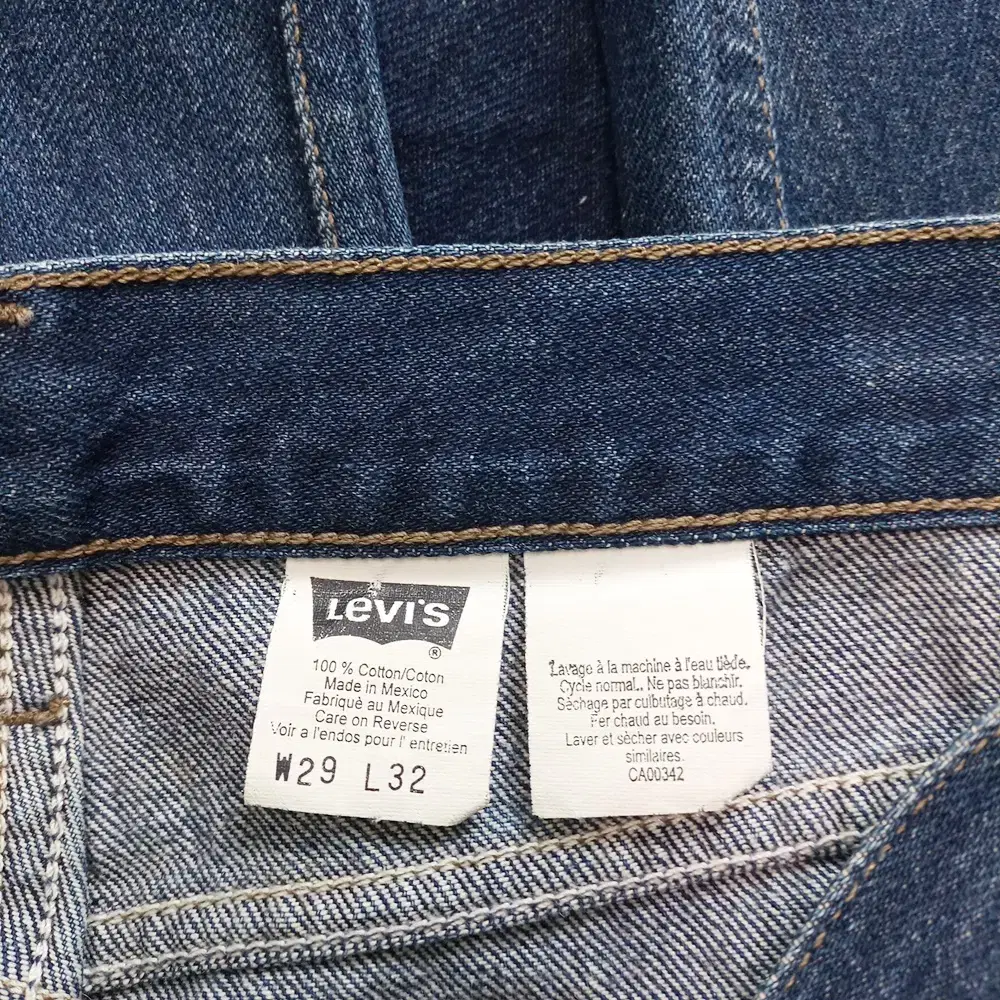 Levi's
®
100 % Cotton/Coton
Made in Mexico
Fabriquè au Mexique
Care on Reverse
Voir a l'endos pour l' entretien
W29 L32
Lavage à la machine à l'eau tiède.
Cycle normal. Ne pas blanchir.
Sèchage par culbutage à chaud.
Fer chaud au besoin.
Laver et sècher avec couleurs
similaires.
CA00342